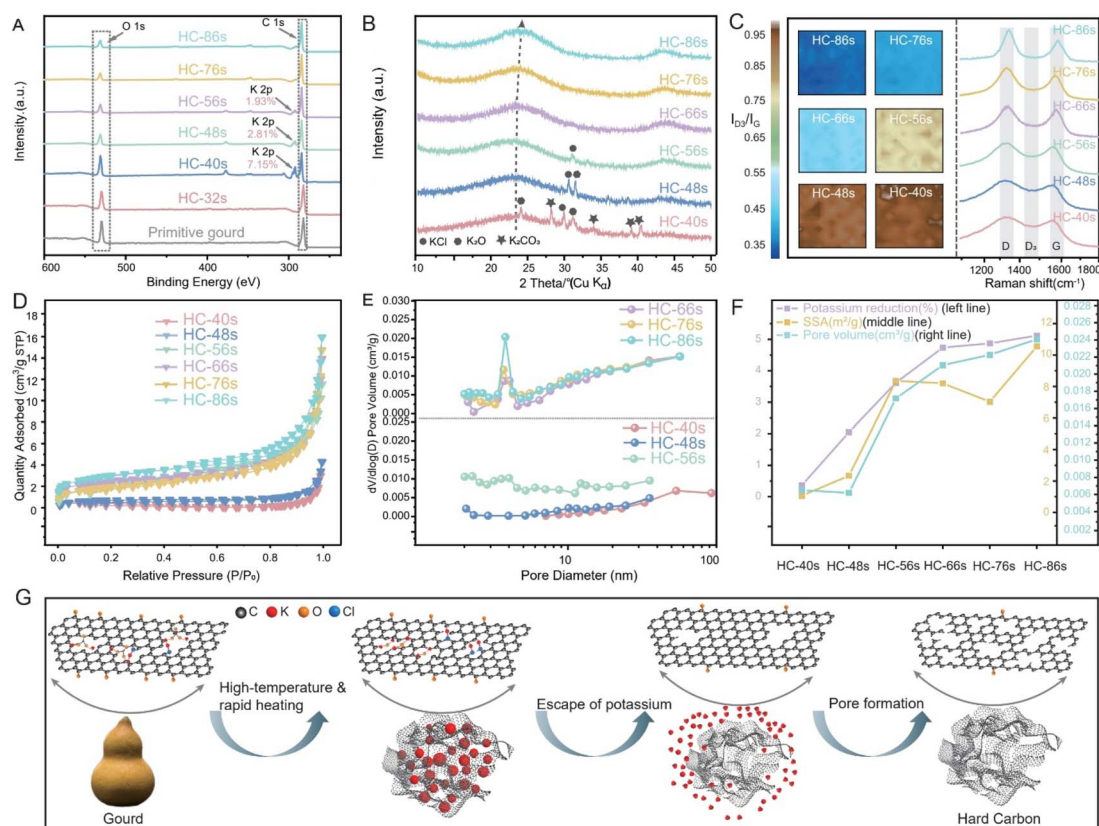 A
O 1s
C 1s
HC-86s
HC-76s
K 2p
HC-56s
1.93%
K 2p
HC-48s
2.81%
K 2p
HC-40s
7.15%
HC-32s
Primitive gourd
Intensity.(a.u.)
600
500
400
300
Binding Energy (eV)
B
HC-86s
HC-76s
HC-66s
HC-56s
HC-48s
HC-40s
KCl
K₂O
K₂CO₃
Intensity (a.u.)
10
15
20
25
30
35
40
45
50
2 Theta/°(Cu Kα)
C
0.95
0.85
0.75
0.65
0.55
0.45
0.35
I_D3/I_G
HC-86s
HC-76s
HC-66s
HC-56s
HC-48s
HC-40s
HC-86s
HC-76s
HC-66s
HC-56s
HC-48s
HC-40s
D
D₃
G
1200
1400
1600
1800
Raman shift(cm⁻¹)
D
HC-40s
HC-48s
HC-56s
HC-66s
HC-76s
HC-86s
18
16
14
12
10
8
6
4
2
0
Quantity Adsorbed (cm³/g STP)
0.0
0.2
0.4
0.6
0.8
1.0
Relative Pressure (P/P₀)
E
0.030
0.025
0.020
0.015
0.010
0.005
0.000
HC-66s
HC-76s
HC-86s
0.025
0.020
0.015
0.010
0.005
0.000
HC-40s
HC-48s
HC-56s
dV/dlog(D) Pore Volume (cm³/g)
10
100
Pore Diameter (nm)
F
Potassium reduction(%) (left line)
SSA(m²/g)(middle line)
Pore volume(cm³/g)(right line)
5
4
3
2
1
0
12
10
8
6
4
2
0
0.028
0.026
0.024
0.022
0.020
0.018
0.016
0.014
0.012
0.010
0.008
0.006
0.004
0.002
HC-40s
HC-48s
HC-56s
HC-66s
HC-76s
HC-86s
G
C
K
O
Cl
High-temperature &
rapid heating
Escape of potassium
Pore formation
Gourd
Hard Carbon